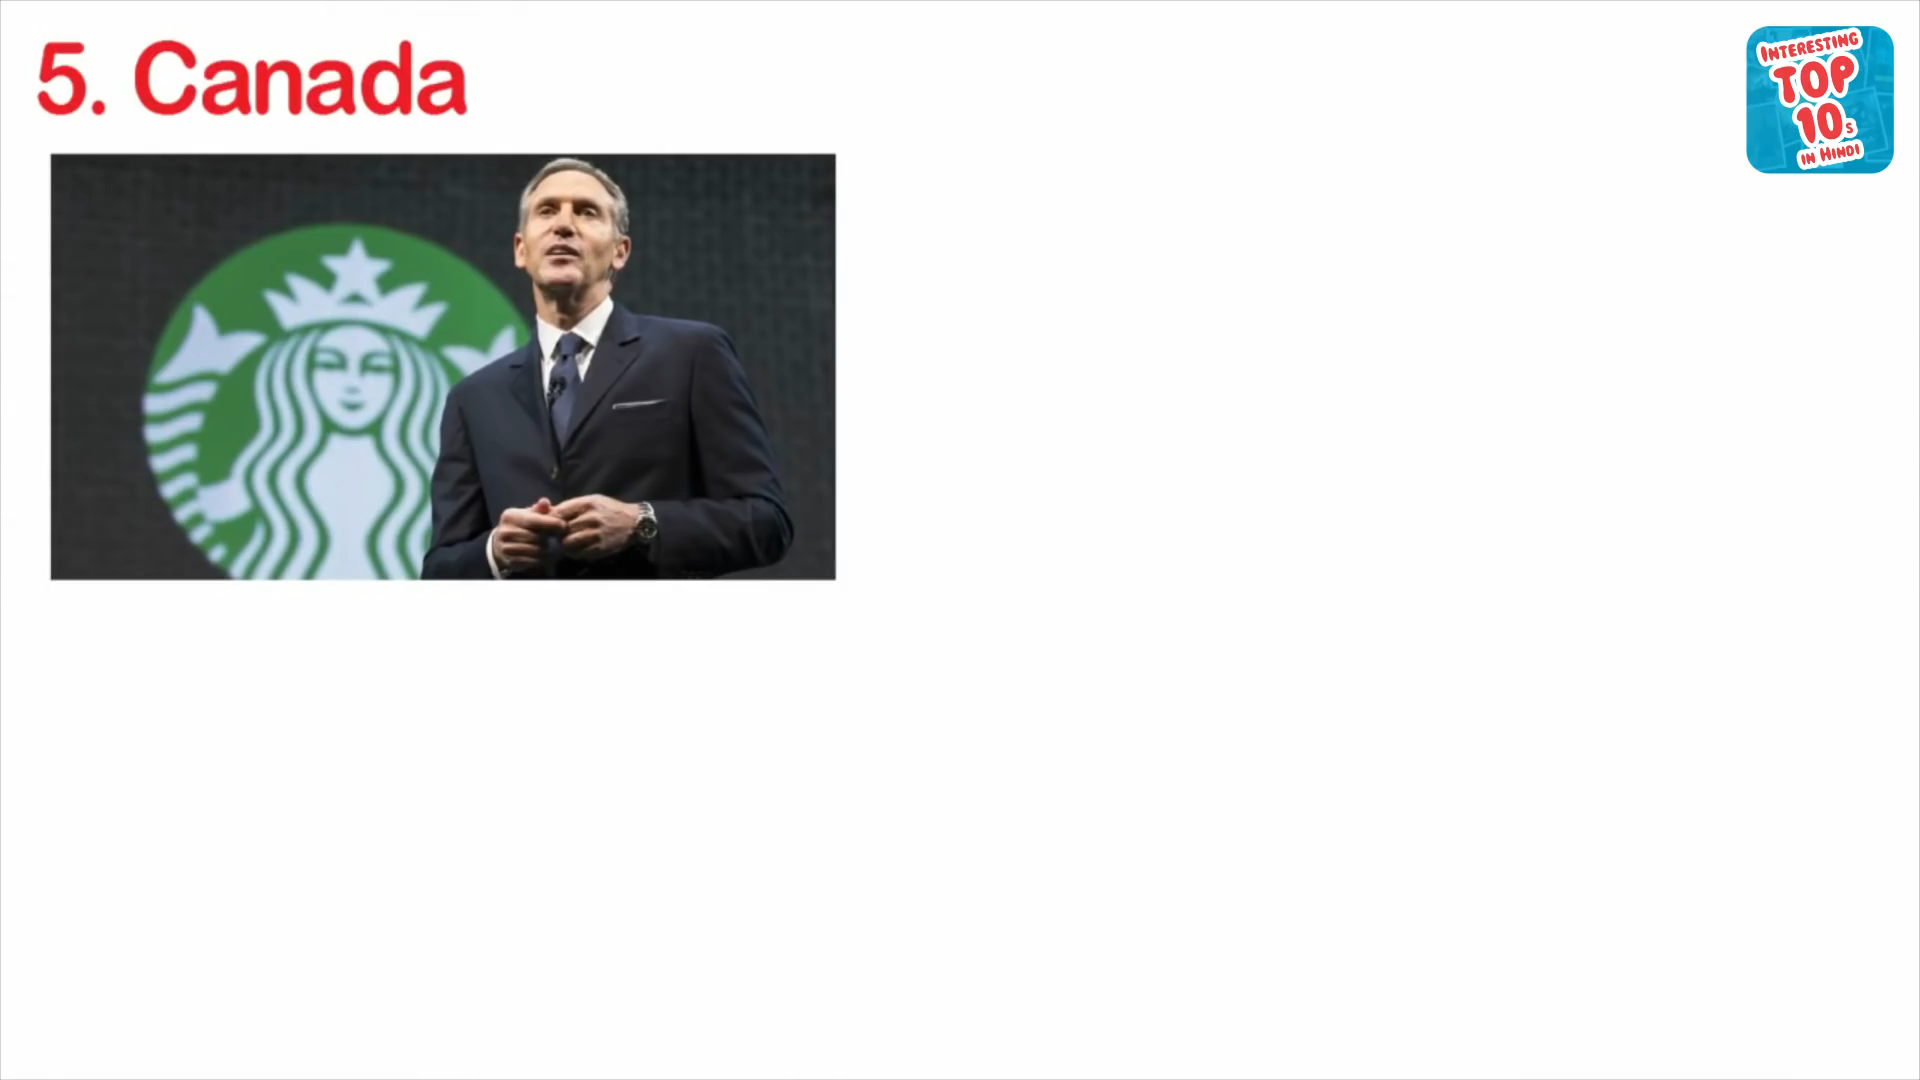 5. Canada
INTERESTING
TOP
10s
IN HINDI